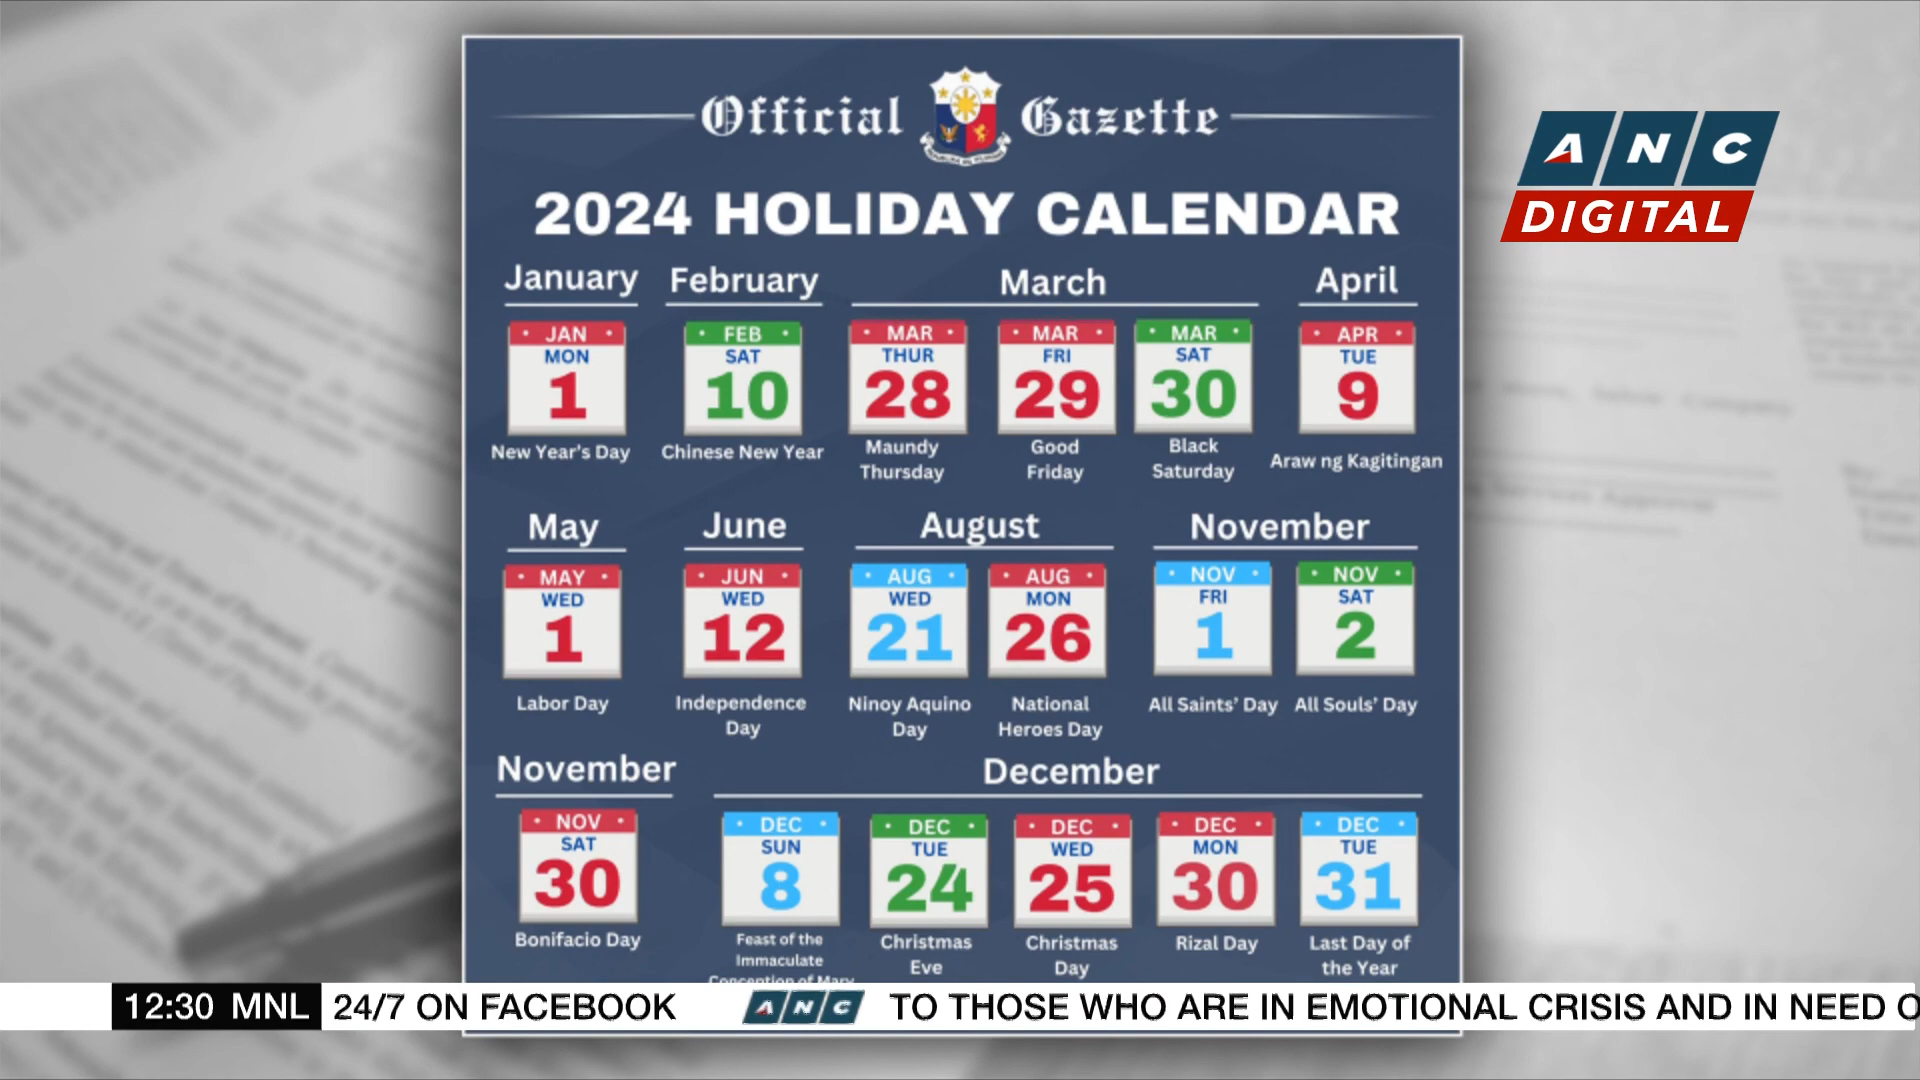 Official Gazette
2024 HOLIDAY CALENDAR
ANC
DIGITAL
January February March April
JAN
MON
1
New Year's Day
FEB
SAT
10
Chinese New Year
MAR
THUR
28
Maundy
Thursday
MAR
FRI
29
Good
Friday
MAR
SAT
30
Black
Saturday
APR
TUE
9
Araw ng Kagitingan
May June August November
MAY
WED
1
Labor Day
JUN
WED
12
Independence
Day
AUG
WED
21
Ninoy Aquino
Day
AUG
MON
26
National
Heroes Day
NOV
FRI
1
All Saints' Day
NOV
SAT
2
All Souls' Day
November December
NOV
SAT
30
Bonifacio Day
DEC
SUN
8
Feast of the
Immaculate
Conception of Mary
DEC
TUE
24
Christmas
Eve
DEC
WED
25
Christmas
Day
DEC
MON
30
Rizal Day
DEC
TUE
31
Last Day of
the Year
12:30 MNL 24/7 ON FACEBOOK ANC TO THOSE WHO ARE IN EMOTIONAL CRISIS AND IN NEED O